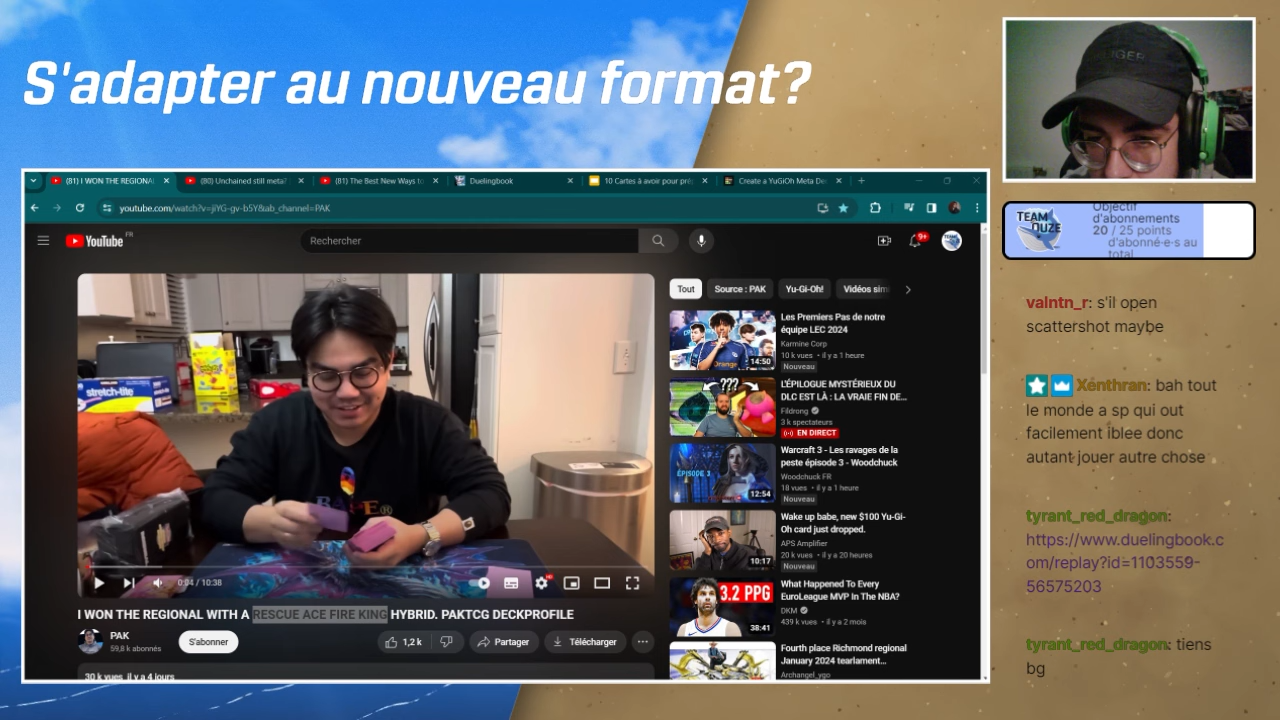 S'adapter au nouveau format?
(81) I WON THE REGIONAL
(80) Unchained still meta?
(81) The Best New Ways to
Duelingbook
10 Cartes à avoir pour pré
Create a YuGiOh Meta De
youtube.com/watch?v=jiYG-gv-b5Y&ab_channel=PAK
YouTube FR
Rechercher
9+
stretch-tite
I WON THE REGIONAL WITH A RESCUE ACE FIRE KING HYBRID. PAKTCG DECKPROFILE
0:04 / 10:38
PAK
59,8 k abonnés
S'abonner
1,2 k
Partager
Télécharger
30 k vues il y a 4 jours
Tout
Source : PAK
Yu-Gi-Oh!
Vidéos sim
Les Premiers Pas de notre
équipe LEC 2024
Karmine Corp
10 k vues • il y a 1 heure
Nouveau
14:50
L'ÉPILOGUE MYSTÉRIEUX DU
DLC EST LÀ : LA VRAIE FIN DE...
Fildrong
3 k spectateurs
EN DIRECT
???
Warcraft 3 - Les ravages de la
peste épisode 3 - Woodchuck
Woodchuck FR
18 vues • il y a 1 heure
Nouveau
ÉPISODE 3
12:54
Wake up babe, new $100 Yu-Gi-
Oh card just dropped.
APS Amplifier
20 k vues • il y a 20 heures
Nouveau
10:17
What Happened To Every
EuroLeague MVP In The NBA?
DKM
439 k vues • il y a 2 mois
3.2 PPG
38:41
Fourth place Richmond regional
January 2024 tearlament...
Archangel_ygo
TEAM
OUZE
Objectif
d'abonnements
20 / 25 points
d'abonné·e·s au
total
valntn_r: s'il open
scattershot maybe
Xenthran: bah tout
le monde a sp qui out
facilement iblee donc
autant jouer autre chose
tyrant_red_dragon:
https://www.duelingbook.c
om/replay?id=1103559-
56575203
tyrant_red_dragon: tiens
bg